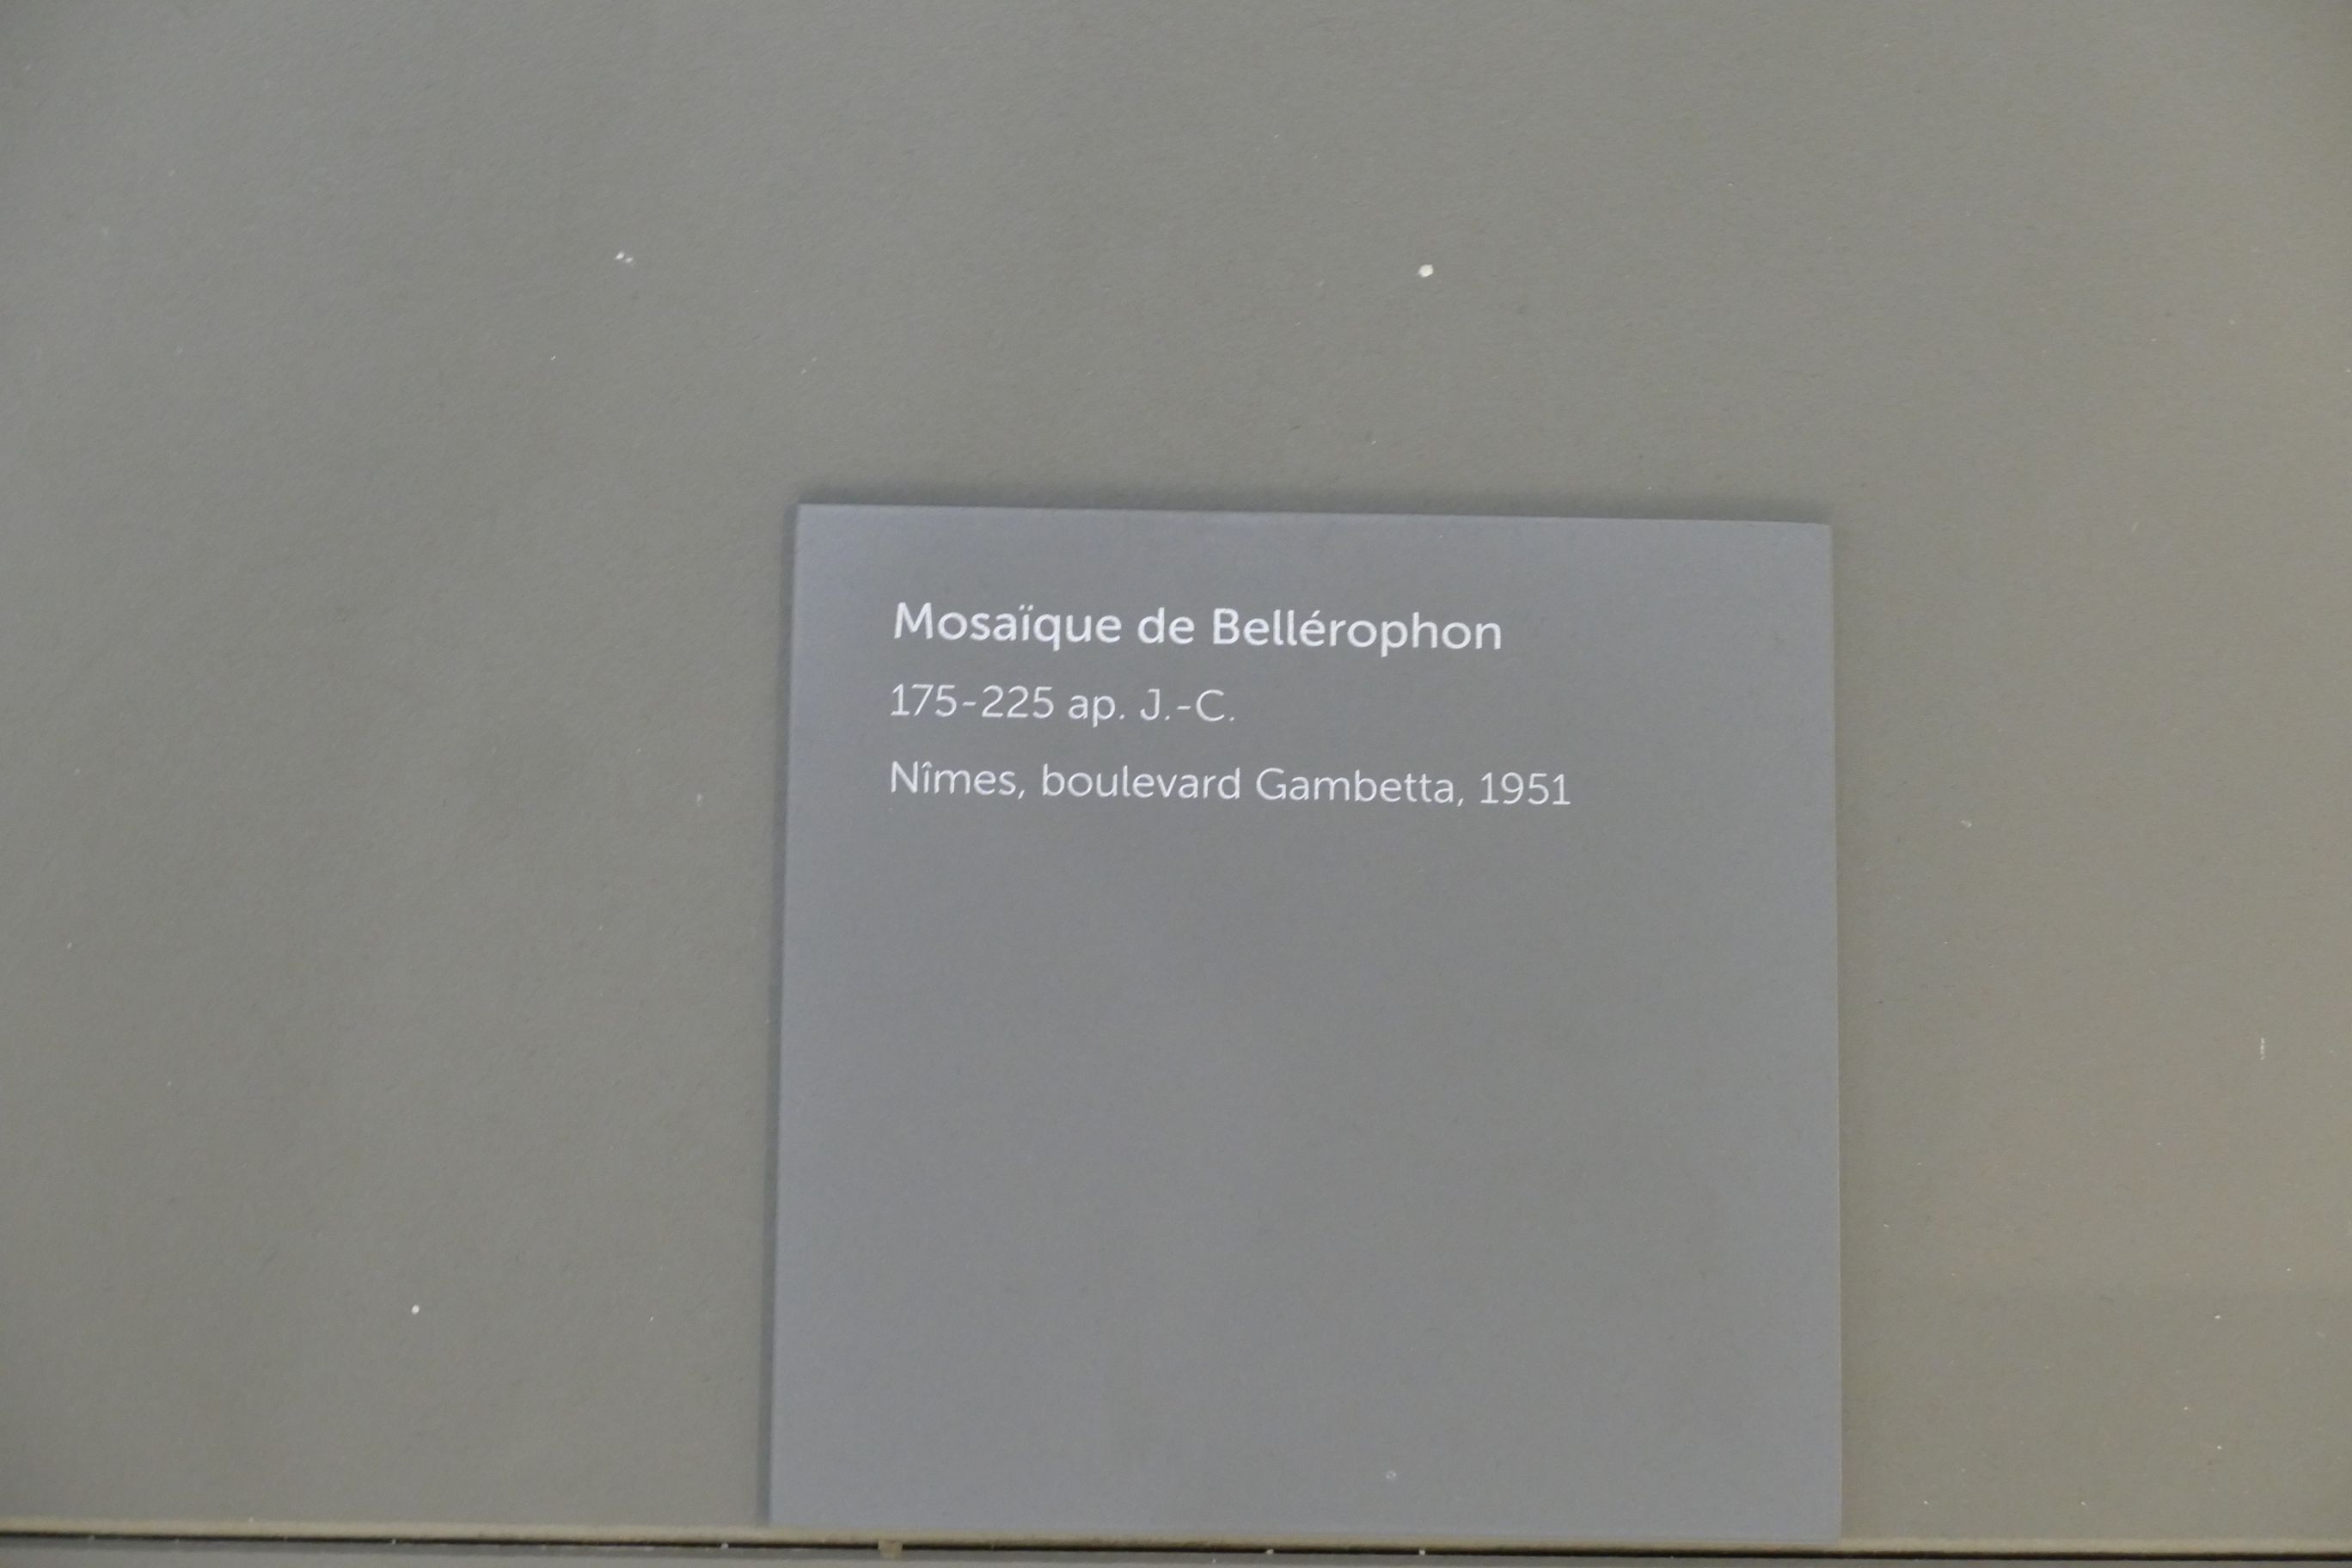 Mosaïque de Bellérophon
175-225 ap. J.-C.
Nîmes, boulevard Gambetta, 1951